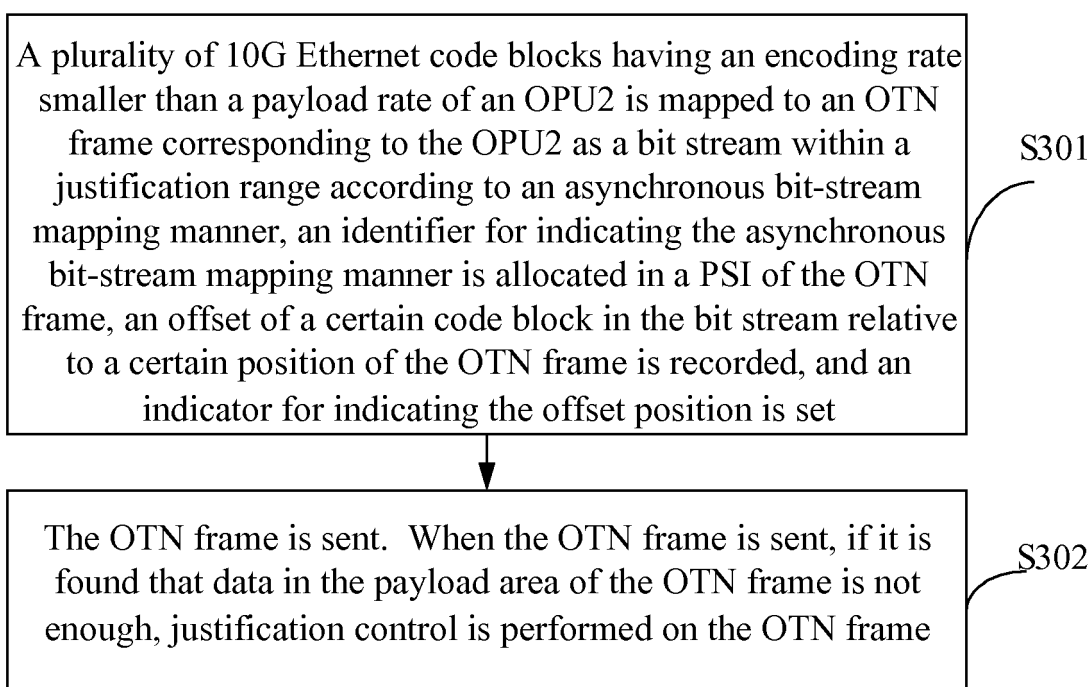 A plurality of 10G Ethernet code blocks having an encoding rate
smaller than a payload rate of an OPU2 is mapped to an OTN
frame corresponding to the OPU2 as a bit stream within a
justification range according to an asynchronous bit-stream
mapping manner, an identifier for indicating the asynchronous
bit-stream mapping manner is allocated in a PSI of the OTN
frame, an offset of a certain code block in the bit stream relative
to a certain position of the OTN frame is recorded, and an
indicator for indicating the offset position is set
S301
The OTN frame is sent. When the OTN frame is sent, if it is
found that data in the payload area of the OTN frame is not
enough, justification control is performed on the OTN frame
S302